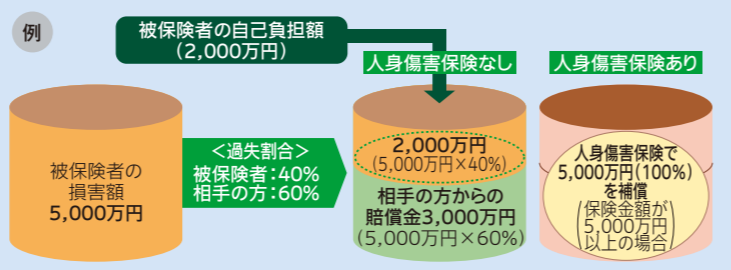 例
被保険者の自己負担額
(2,000万円)
人身傷害保険なし
人身傷害保険あり
被保険者の
損害額
5,000万円
<過失割合>
被保険者:40%
相手の方:60%
2,000万円
(5,000万円×40%)
相手の方からの
賠償金3,000万円
(5,000万円×60%)
人身傷害保険で
5,000万円(100%)
を補償
(保険金額が
5,000万円
以上の場合)